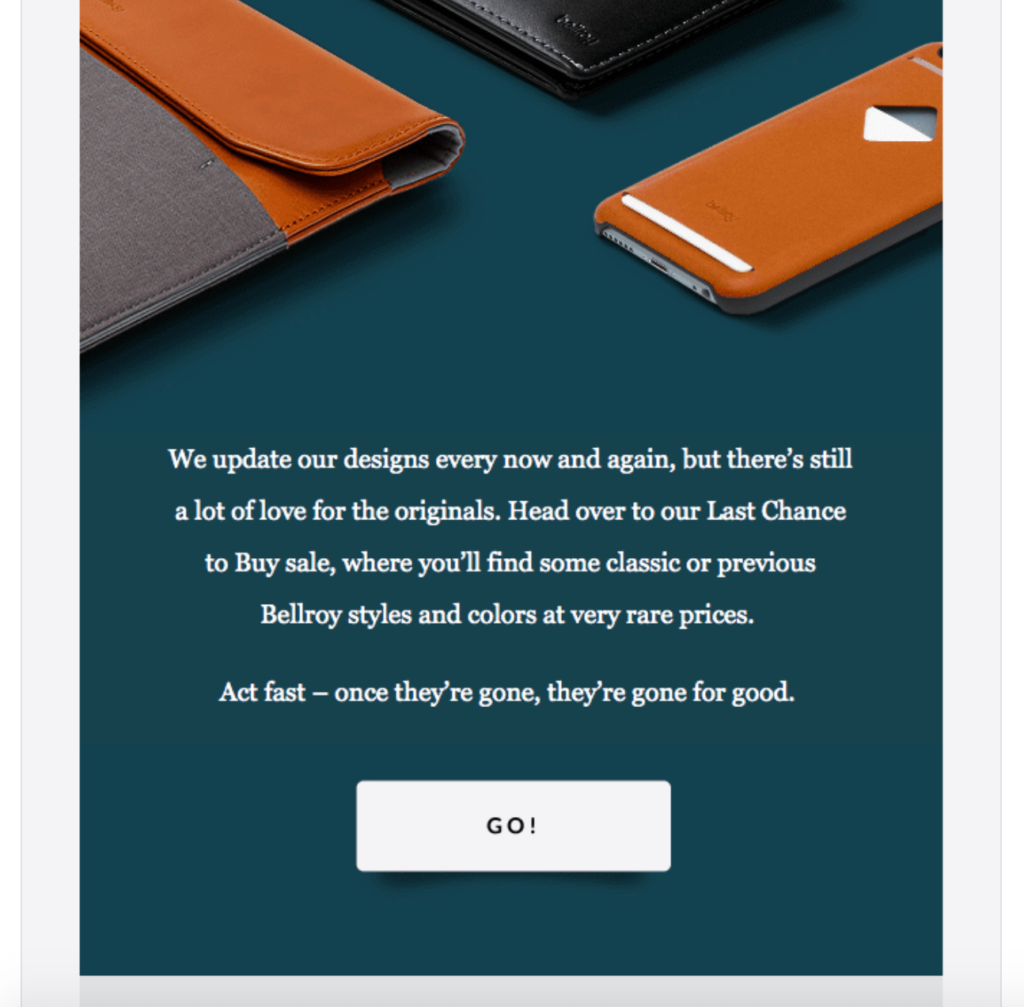 bellroy
bellroy
We update our designs every now and again, but there’s still
a lot of love for the originals. Head over to our Last Chance
to Buy sale, where you’ll find some classic or previous
Bellroy styles and colors at very rare prices.
Act fast – once they’re gone, they’re gone for good.
GO!